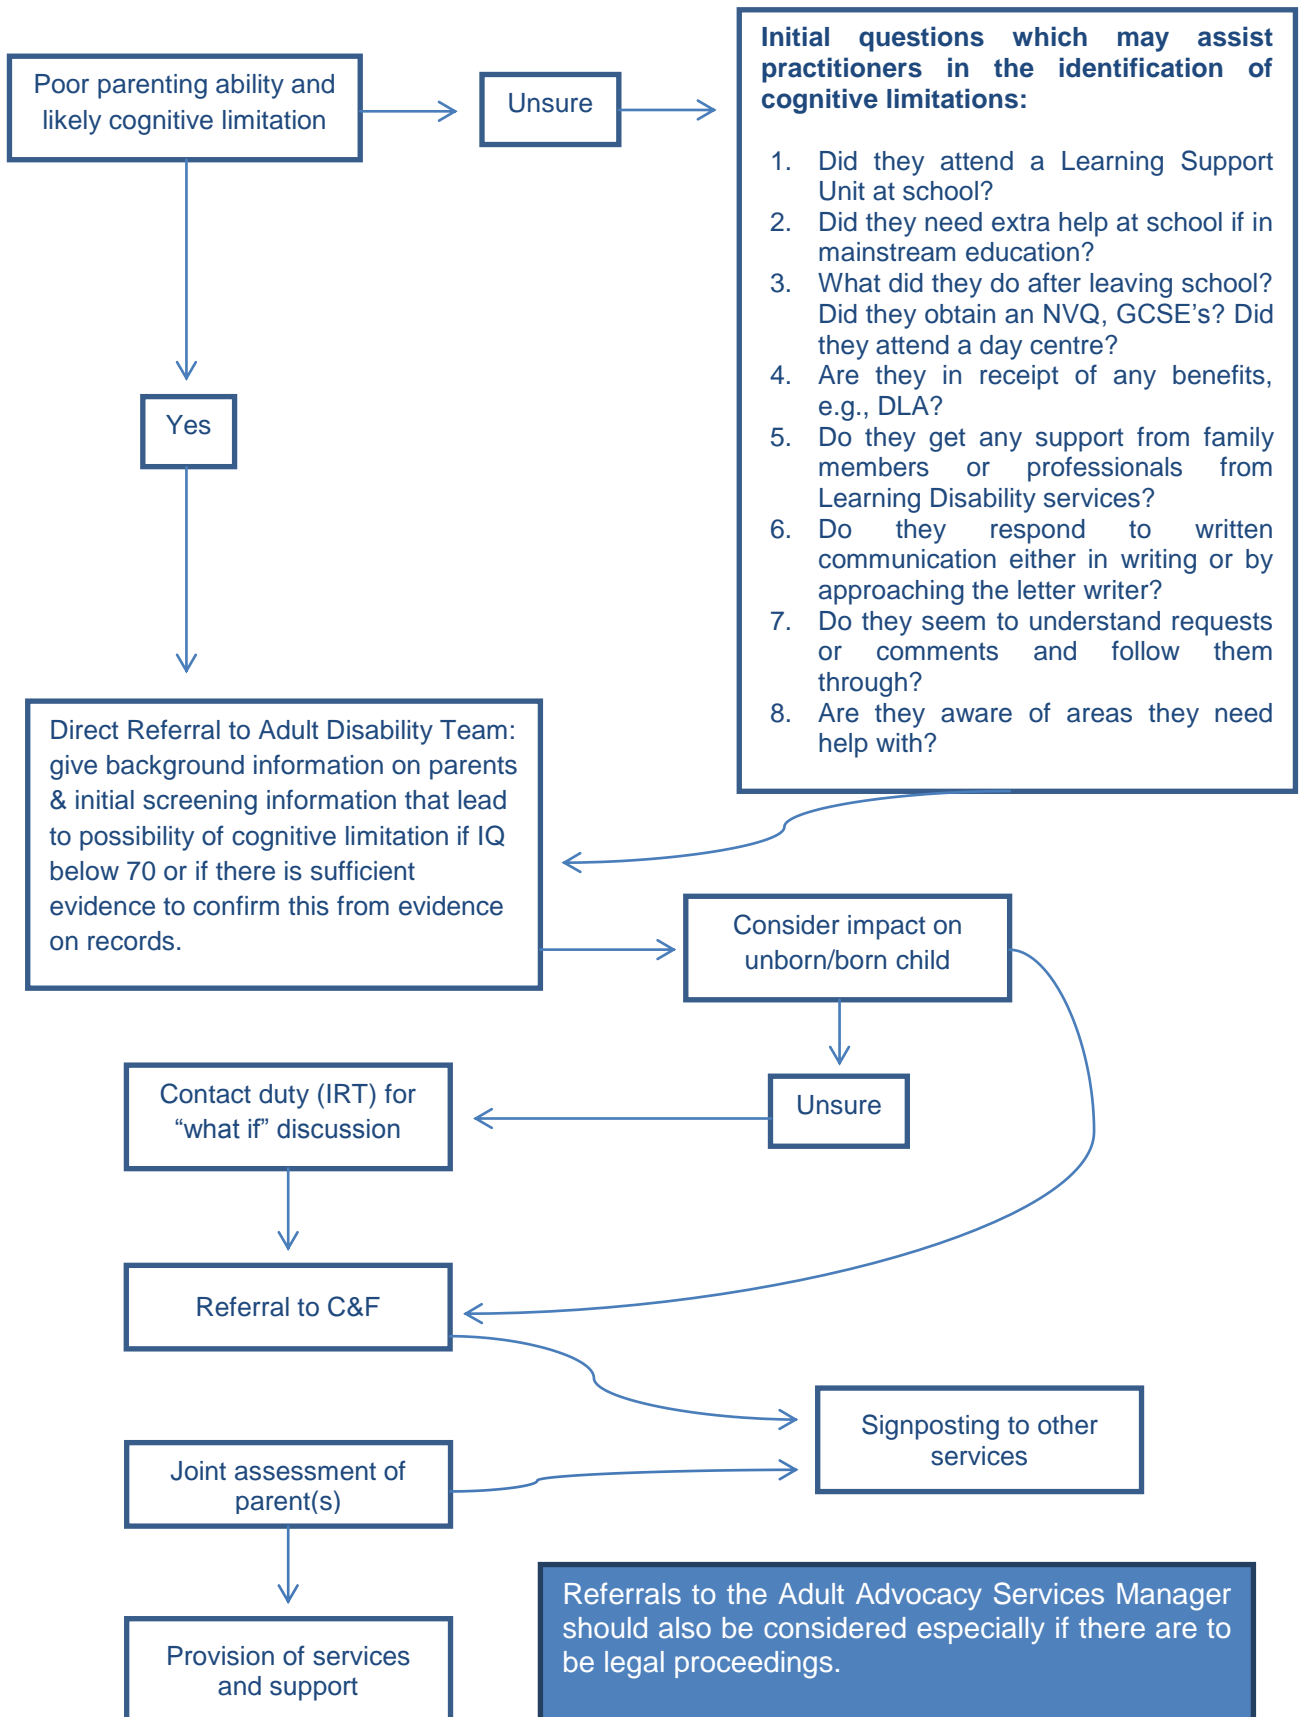 Poor parenting ability and
likely cognitive limitation
Unsure
Initial questions which may assist
practitioners in the identification of
cognitive limitations:
1. Did they attend a Learning Support
Unit at school?
2. Did they need extra help at school if in
mainstream education?
3. What did they do after leaving school?
Did they obtain an NVQ, GCSE's? Did
they attend a day centre?
4. Are they in receipt of any benefits,
e.g., DLA?
5. Do they get any support from family
members or professionals from
Learning Disability services?
6. Do they respond to written
communication either in writing or by
approaching the letter writer?
7. Do they seem to understand requests
or comments and follow them
through?
8. Are they aware of areas they need
help with?
Yes
Direct Referral to Adult Disability Team:
give background information on parents
& initial screening information that lead
to possibility of cognitive limitation if IQ
below 70 or if there is sufficient
evidence to confirm this from evidence
on records.
Consider impact on
unborn/born child
Unsure
Contact duty (IRT) for
“what if” discussion
Referral to C&F
Signposting to other
services
Joint assessment of
parent(s)
Provision of services
and support
Referrals to the Adult Advocacy Services Manager
should also be considered especially if there are to
be legal proceedings.